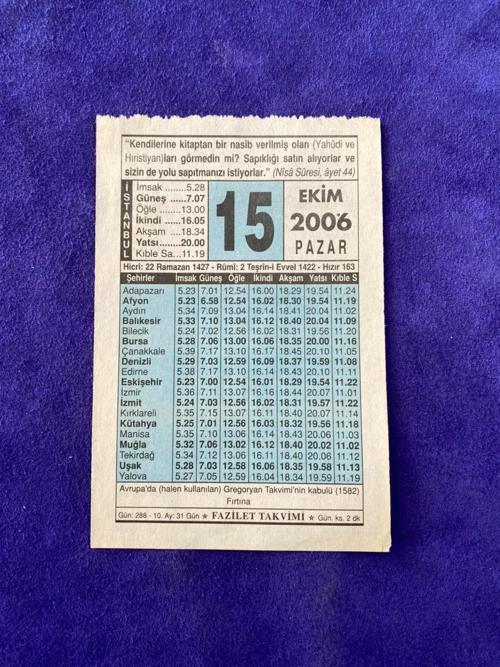 “Kendilerine kitaptan bir nasib verilmiş olan (Yahûdi ve
Hıristiyan)ları görmedin mi? Sapıklığı satın alıyorlar ve
sizin de yolu sapıtmanızı istiyorlar.” (Nîsâ Sûresi, âyet 44)
İSTANBUL
İmsak ........5.28
Güneş ......7.07
Öğle .........13.00
İkindi ......16.05
Akşam .....18.34
Yatsı........20.00
Kıble Sa...11.19
15
EKİM
2006
PAZAR
Hicrî: 22 Ramazan 1427 - Rûmî: 2 Teşrin-i Evvel 1422 - Hızır 163
Şehirler İmsak Güneş Öğle İkindi Akşam Yatsı Kıble S
Adapazarı 5.23 7.01 12.54 16.00 18.29 19.54 11.24
Afyon 5.23 6.58 12.54 16.02 18.30 19.54 11.19
Aydın 5.34 7.09 13.04 16.14 18.41 20.04 11.02
Balıkesir 5.33 7.10 13.04 16.12 18.40 20.04 11.09
Bilecik 5.24 7.02 12.56 16.02 18.31 19.56 11.20
Bursa 5.28 7.06 13.00 16.06 18.35 20.00 11.16
Çanakkale 5.39 7.17 13.10 16.17 18.45 20.10 11.05
Denizli 5.29 7.03 12.59 16.09 18.37 19.59 11.08
Edirne 5.38 7.17 13.10 16.14 18.43 20.10 11.11
Eskişehir 5.23 7.00 12.54 16.01 18.29 19.54 11.22
İzmir 5.36 7.11 13.07 16.16 18.44 20.07 11.01
İzmit 5.24 7.03 12.56 16.02 18.31 19.57 11.22
Kırklareli 5.35 7.15 13.07 16.11 18.40 20.07 11.14
Kütahya 5.25 7.01 12.56 16.03 18.32 19.56 11.18
Manisa 5.35 7.10 13.06 16.14 18.43 20.06 11.03
Muğla 5.32 7.06 13.02 16.12 18.40 20.02 11.02
Tekirdağ 5.34 7.12 13.06 16.11 18.40 20.06 11.12
Uşak 5.28 7.03 12.58 16.06 18.35 19.58 11.13
Yalova 5.27 7.05 12.59 16.04 18.34 19.59 11.19
Avrupa'da (halen kullanılan) Gregoryan Takvimi'nin kabulü (1582)
Fırtına
Gün: 288 - 10. Ay: 31 Gün ★ FAZİLET TAKVİMİ ★ Gün. ks. 2 dk